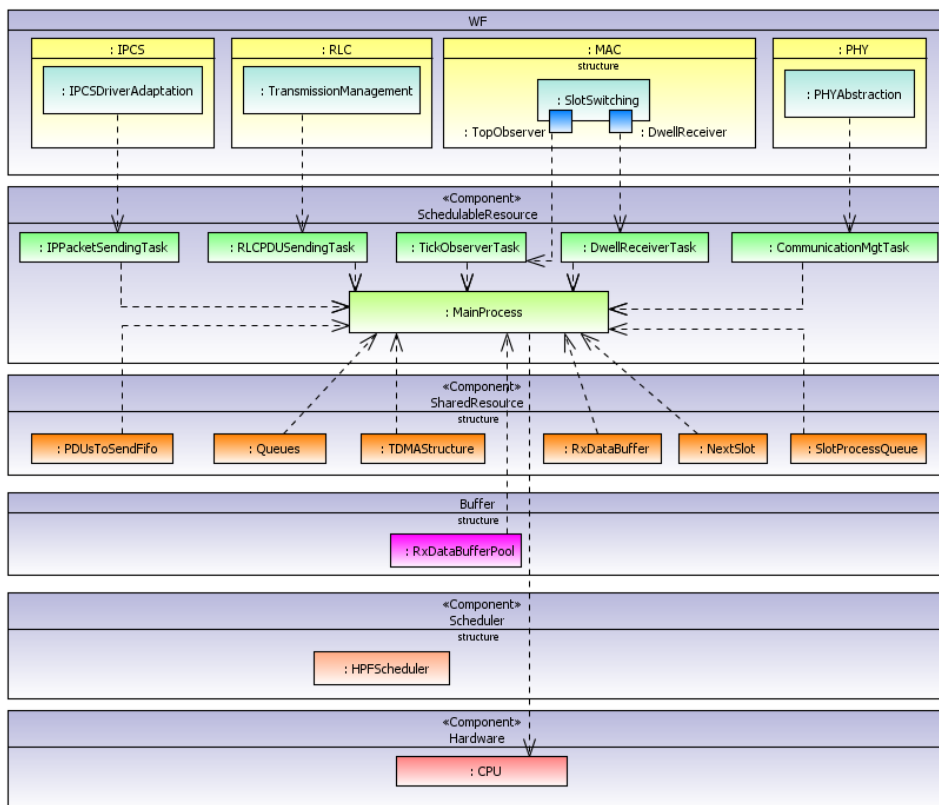 WF
: IPCS
: RLC
: MAC
: PHY
structure
: IPCSDriverAdaptation
: TransmissionManagement
: SlotSwitching
: PHYAbstraction
: TopObserver
: DwellReceiver
«Component»
SchedulableResource
: IPPacketSendingTask
: RLCPDUSendingTask
: TickObserverTask
: DwellReceiverTask
: CommunicationMgtTask
: MainProcess
«Component»
SharedResource
structure
: PDUsToSendFifo
: Queues
: TDMAStructure
: RxDataBuffer
: NextSlot
: SlotProcessQueue
Buffer
structure
: RxDataBufferPool
«Component»
Scheduler
structure
: HPFScheduler
«Component»
Hardware
: CPU